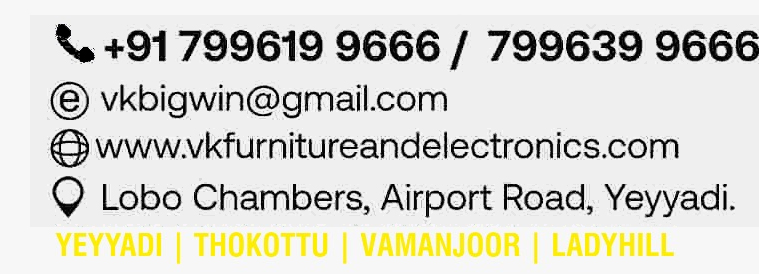 +91 799619 9666 / 799639 9666
vkbigwin@gmail.com
www.vkfurnitureandelectronics.com
Lobo Chambers, Airport Road, Yeyyadi.
YEYYADI | THOKOTTU | VAMANJOOR | LADYHILL